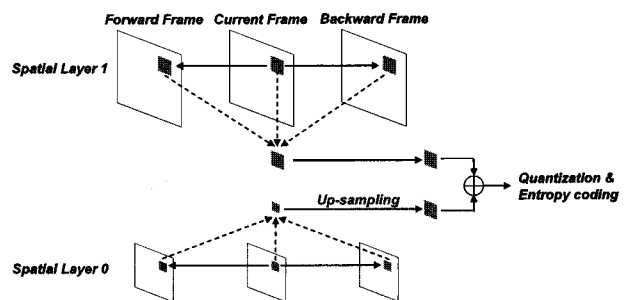 Forward Frame Current Frame Backward Frame
Spatial Layer 1
Quantization &
Entropy coding
Up-sampling
Spatial Layer 0